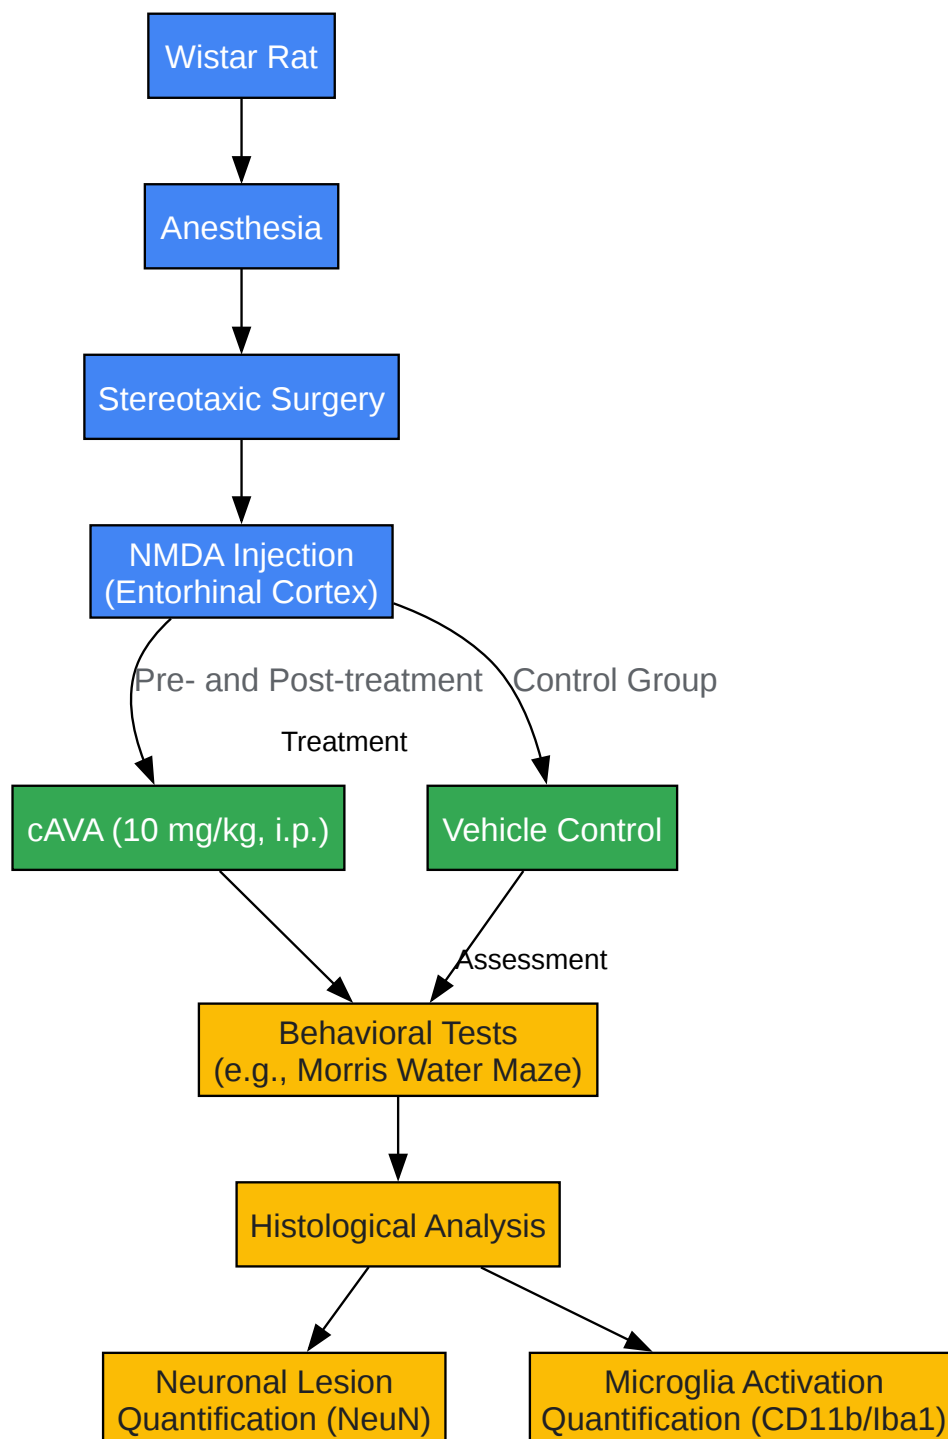 Wistar Rat
Anesthesia
Stereotaxic Surgery
NMDA Injection
(Entorhinal Cortex)
Pre- and Post-treatment
Control Group
Treatment
cAVA (10 mg/kg, i.p.)
Vehicle Control
Assessment
Behavioral Tests
(e.g., Morris Water Maze)
Histological Analysis
Neuronal Lesion
Quantification (NeuN)
Microglia Activation
Quantification (CD11b/Iba1)